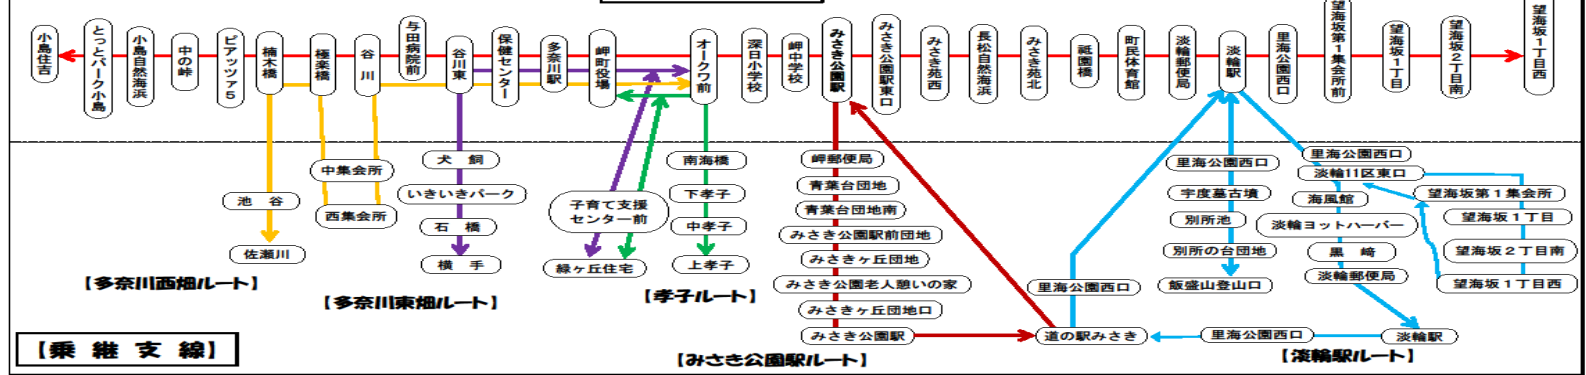 小島住吉
とっとパーク小島
小島自然海浜
中の峠
ピアッツァ5
楠木橋
極楽橋
谷川
与田病院前
谷川東
保健センター
多奈川駅
岬町役場
オークワ前
深日小学校
岬中学校
みさき公園駅
みさき公園駅東口
みさき苑西
長松自然海浜
みさき苑北
祗園橋
町民体育館
淡輪郵便局
淡輪駅
里海公園西口
望海坂第1集会所前
望海坂1丁目
望海坂2丁目南
望海坂1丁目西
池 谷
佐瀬川
【多奈川西畑ルート】
中集会所
西集会所
犬 飼
いきいきパーク
石 橋
横 手
【多奈川東畑ルート】
子育て支援
センター前
緑ヶ丘住宅
南海橋
下孝子
中孝子
上孝子
【孝子ルート】
岬郵便局
青葉台団地
青葉台団地南
みさき公園駅前団地
みさきヶ丘団地
みさき公園老人憩いの家
みさきヶ丘団地口
みさき公園駅
【みさき公園駅ルート】
道の駅みさき
里海公園西口
里海公園西口
宇度墓古墳
別所池
別所の台団地
飯盛山登山口
里海公園西口
淡輪11区東口
海風館
淡輪ヨットハーバー
黒 﨑
淡輪郵便局
淡輪駅
里海公園西口
望海坂第1集会所
望海坂1丁目
望海坂2丁目南
望海坂1丁目西
【淡輪駅ルート】
【乗継支線】